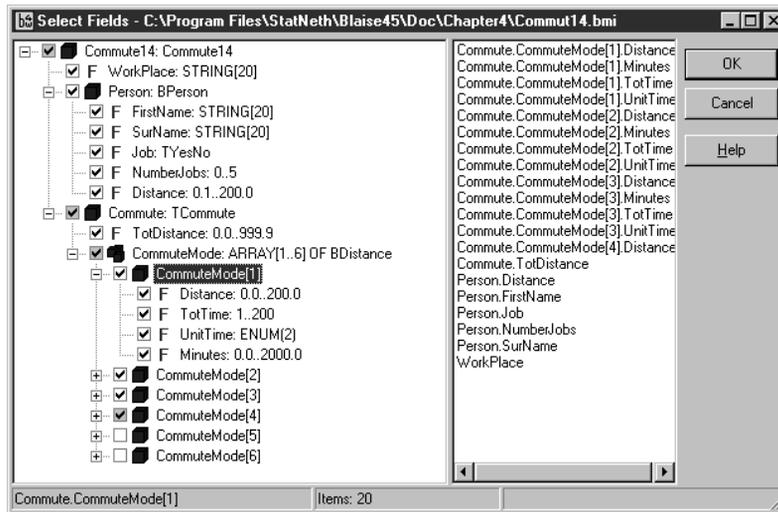 Select Fields - C:\Program Files\StatNeth\Blaise45\Doc\Chapter4\Commut14.bmi
Commute14: Commute14
F WorkPlace: STRING[20]
Person: BPerson
F FirstName: STRING[20]
F SurName: STRING[20]
F Job: TYesNo
F NumberJobs: 0..5
F Distance: 0.1..200.0
Commute: TCommute
F TotDistance: 0.0..999.9
CommuteMode: ARRAY[1..6] OF BDistance
CommuteMode[1]
F Distance: 0.0..200.0
F TotTime: 1..200
F UnitTime: ENUM(2)
F Minutes: 0.0..2000.0
CommuteMode[2]
CommuteMode[3]
CommuteMode[4]
CommuteMode[5]
CommuteMode[6]
Commute.CommuteMode[1].Distance
Commute.CommuteMode[1].Minutes
Commute.CommuteMode[1].TotTime
Commute.CommuteMode[1].UnitTime
Commute.CommuteMode[2].Distance
Commute.CommuteMode[2].Minutes
Commute.CommuteMode[2].TotTime
Commute.CommuteMode[2].UnitTime
Commute.CommuteMode[3].Distance
Commute.CommuteMode[3].Minutes
Commute.CommuteMode[3].TotTime
Commute.CommuteMode[3].UnitTime
Commute.CommuteMode[4].Distance
Commute.TotDistance
Person.Distance
Person.FirstName
Person.Job
Person.NumberJobs
Person.SurName
WorkPlace
OK
Cancel
Help
Commute.CommuteMode[1]
Items: 20